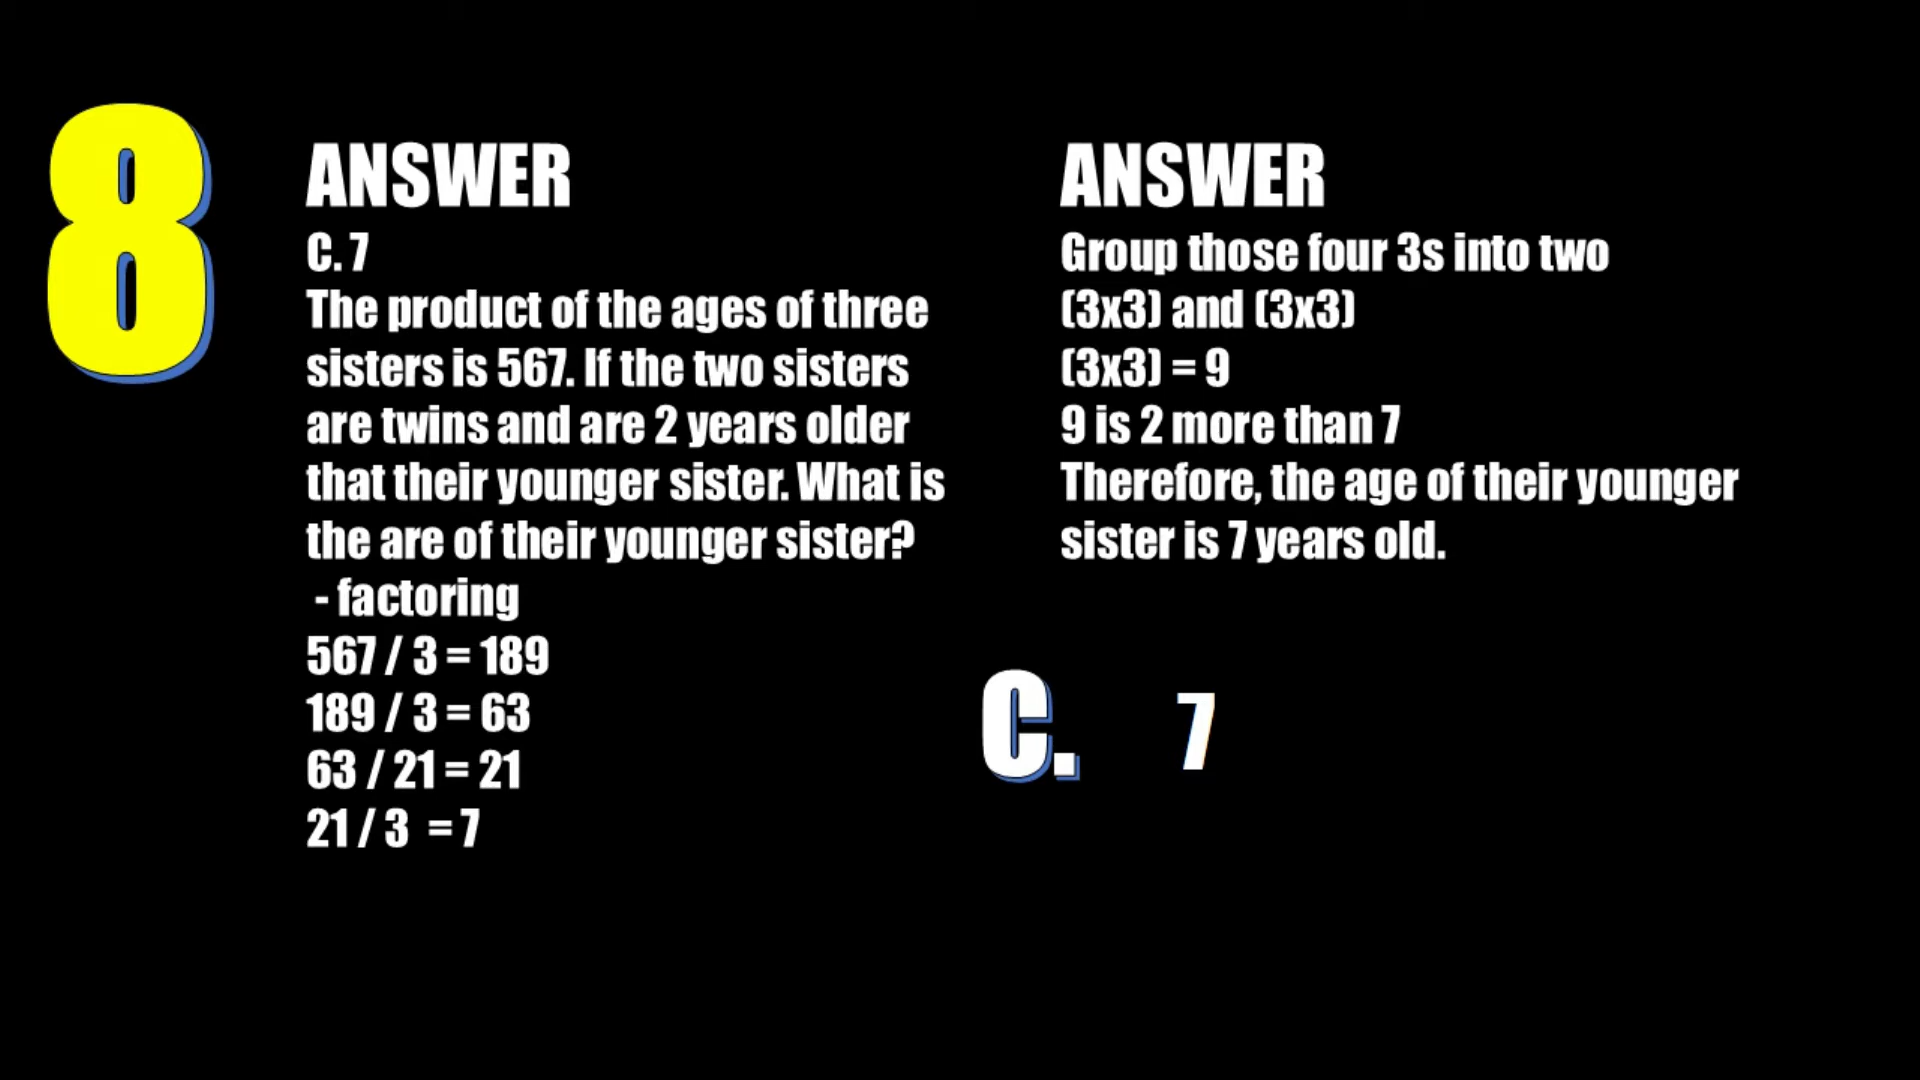 8
ANSWER
C. 7
The product of the ages of three
sisters is 567. If the two sisters
are twins and are 2 years older
that their younger sister. What is
the are of their younger sister?
- factoring
567 / 3 = 189
189 / 3 = 63
63 / 21 = 21
21 / 3 = 7
ANSWER
Group those four 3s into two
(3x3) and (3x3)
(3x3) = 9
9 is 2 more than 7
Therefore, the age of their younger
sister is 7 years old.
C. 7